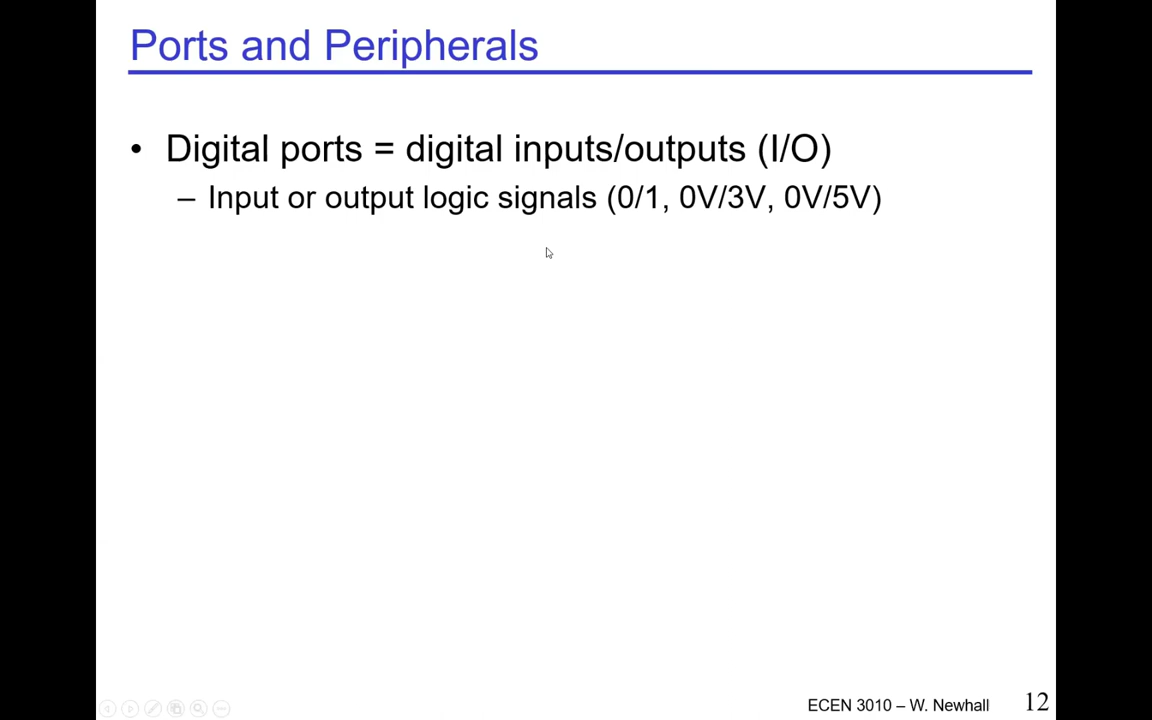 Ports and Peripherals
• Digital ports = digital inputs/outputs (I/O)
– Input or output logic signals (0/1, 0V/3V, 0V/5V)
ECEN 3010 – W. Newhall 12